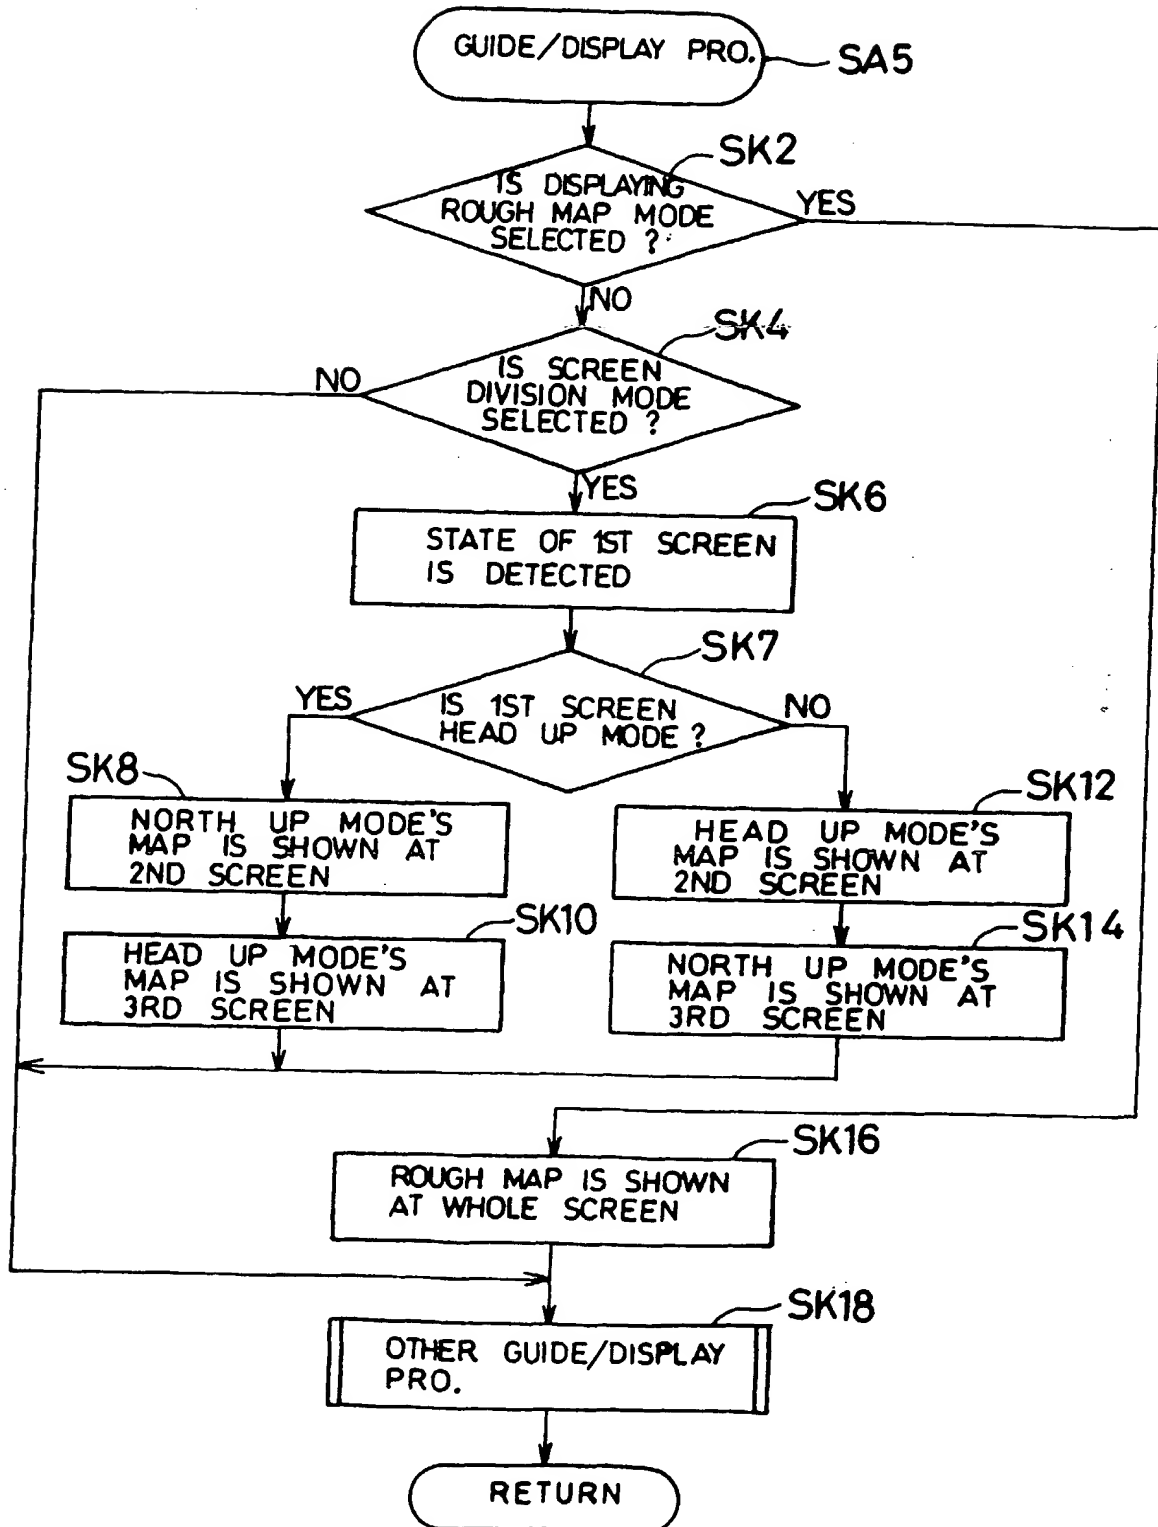 GUIDE/DISPLAY PRO.
SA5
SK2
IS DISPLAYING
ROUGH MAP MODE
SELECTED ?
YES
NO
SK4
IS SCREEN
DIVISION MODE
SELECTED ?
NO
YES
SK6
STATE OF 1ST SCREEN
IS DETECTED
SK7
IS 1ST SCREEN
HEAD UP MODE ?
YES
NO
SK8
NORTH UP MODE'S
MAP IS SHOWN AT
2ND SCREEN
SK12
HEAD UP MODE'S
MAP IS SHOWN AT
2ND SCREEN
SK10
HEAD UP MODE'S
MAP IS SHOWN AT
3RD SCREEN
SK14
NORTH UP MODE'S
MAP IS SHOWN AT
3RD SCREEN
SK16
ROUGH MAP IS SHOWN
AT WHOLE SCREEN
SK18
OTHER GUIDE/DISPLAY
PRO.
RETURN